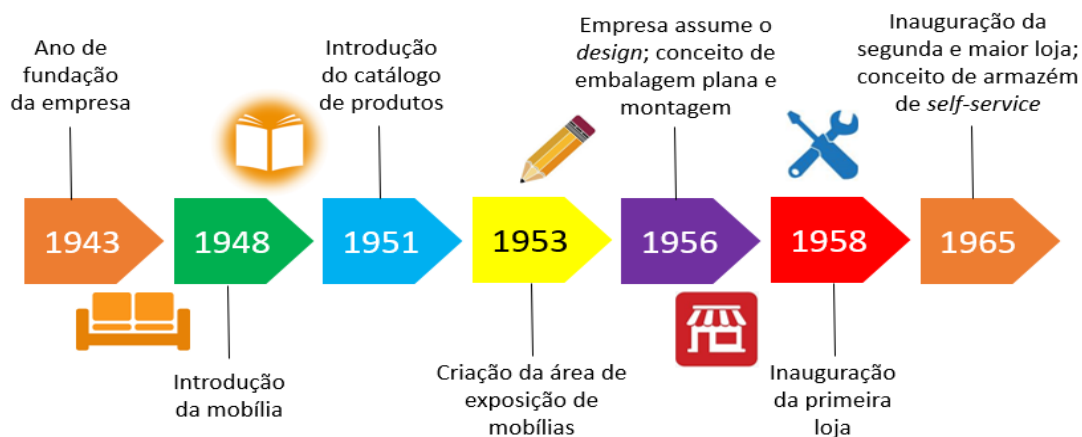 Ano de
fundação
da empresa
Introdução
do catálogo
de produtos
Empresa assume o
design; conceito de
embalagem plana e
montagem
Inauguração da
segunda e maior loja;
conceito de armazém
de self-service
1943
1948
1951
1953
1956
1958
1965
Introdução
da mobília
Criação da área de
exposição de
mobílias
Inauguração
da primeira
loja